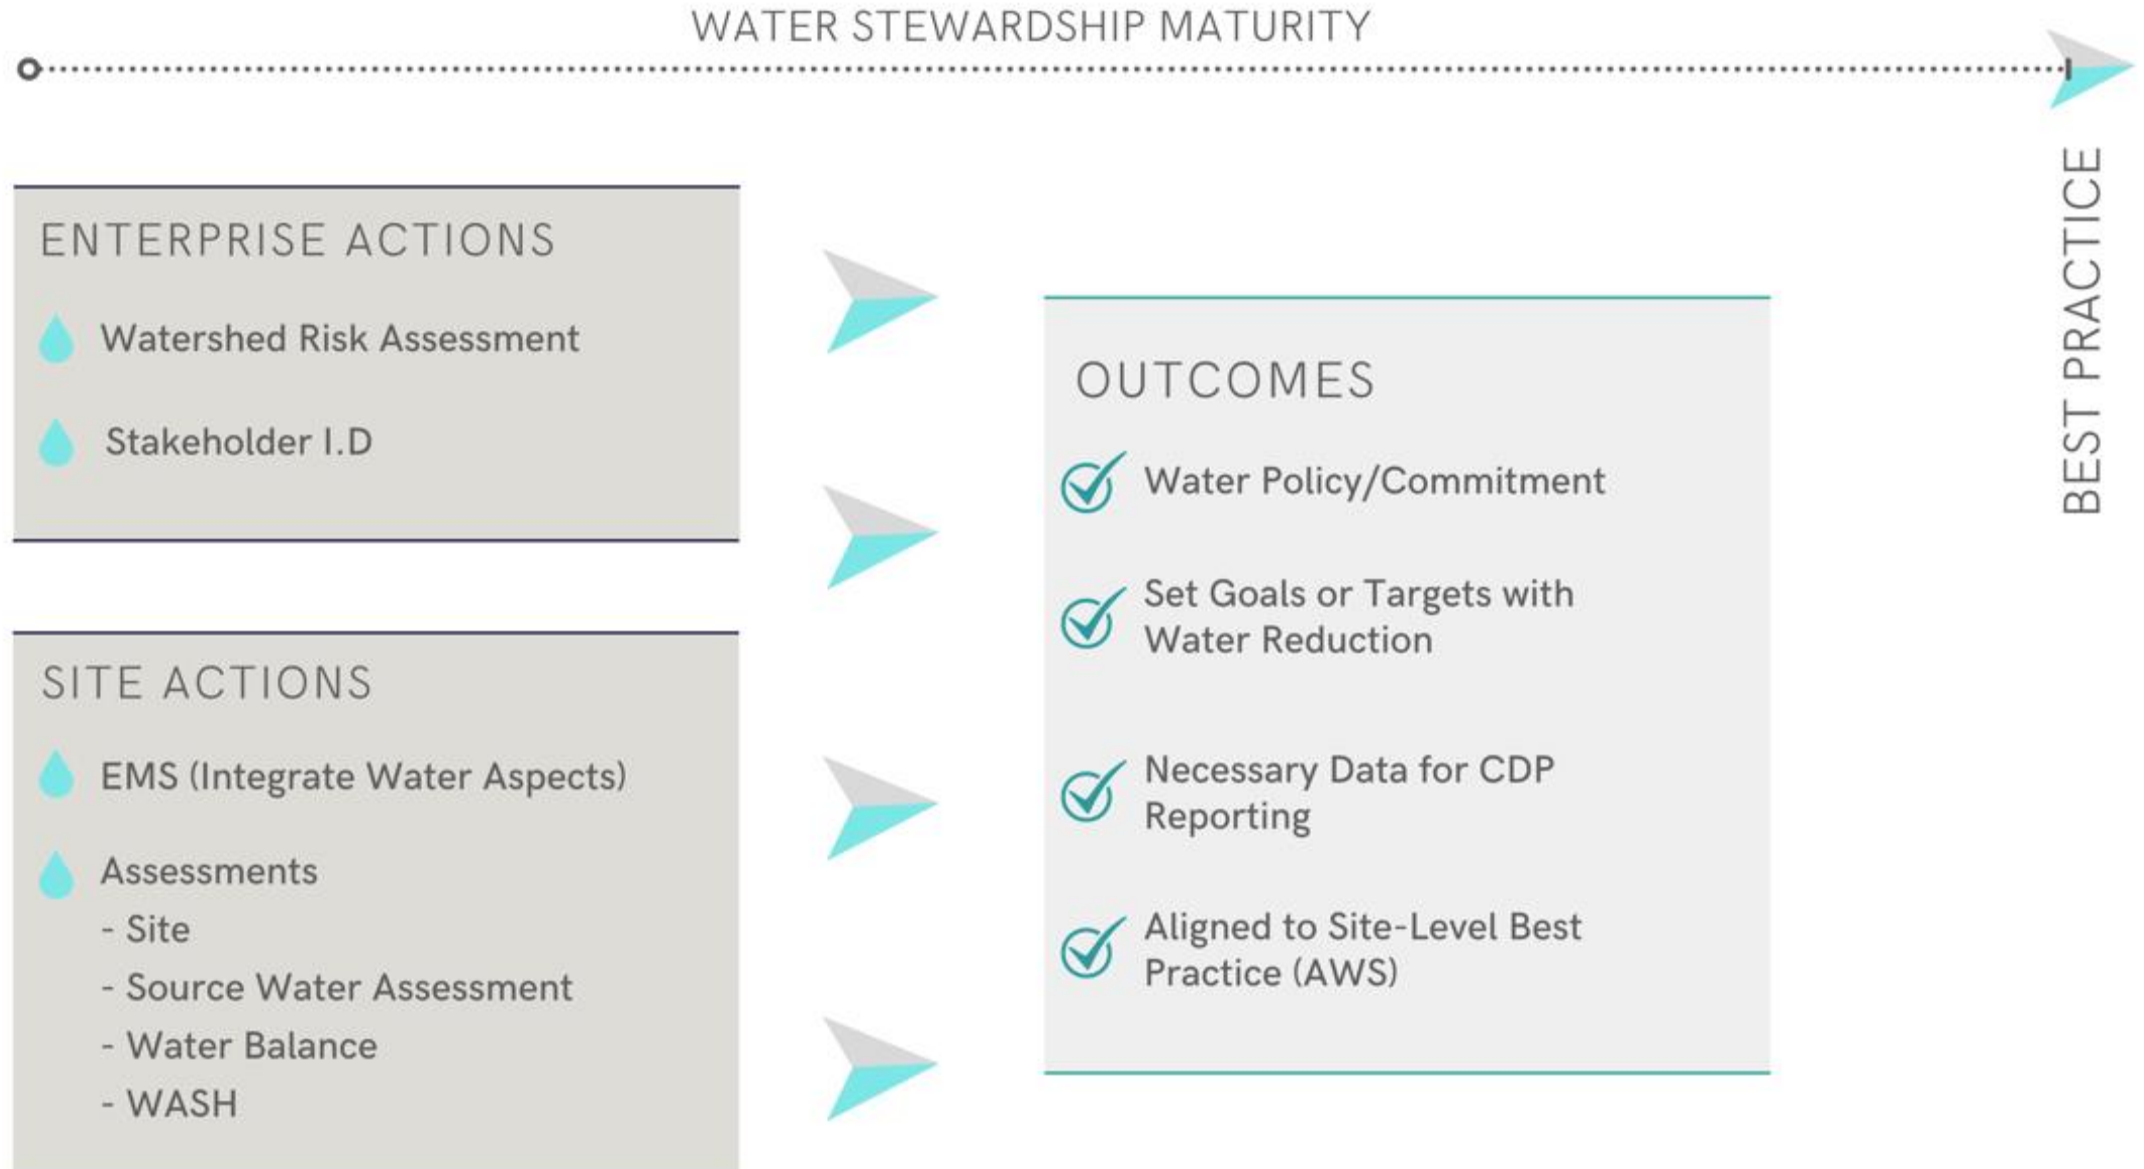 WATER STEWARDSHIP MATURITY
BEST PRACTICE
ENTERPRISE ACTIONS
Watershed Risk Assessment
Stakeholder I.D
SITE ACTIONS
EMS (Integrate Water Aspects)
Assessments
- Site
- Source Water Assessment
- Water Balance
- WASH
OUTCOMES
Water Policy/Commitment
Set Goals or Targets with
Water Reduction
Necessary Data for CDP
Reporting
Aligned to Site-Level Best
Practice (AWS)